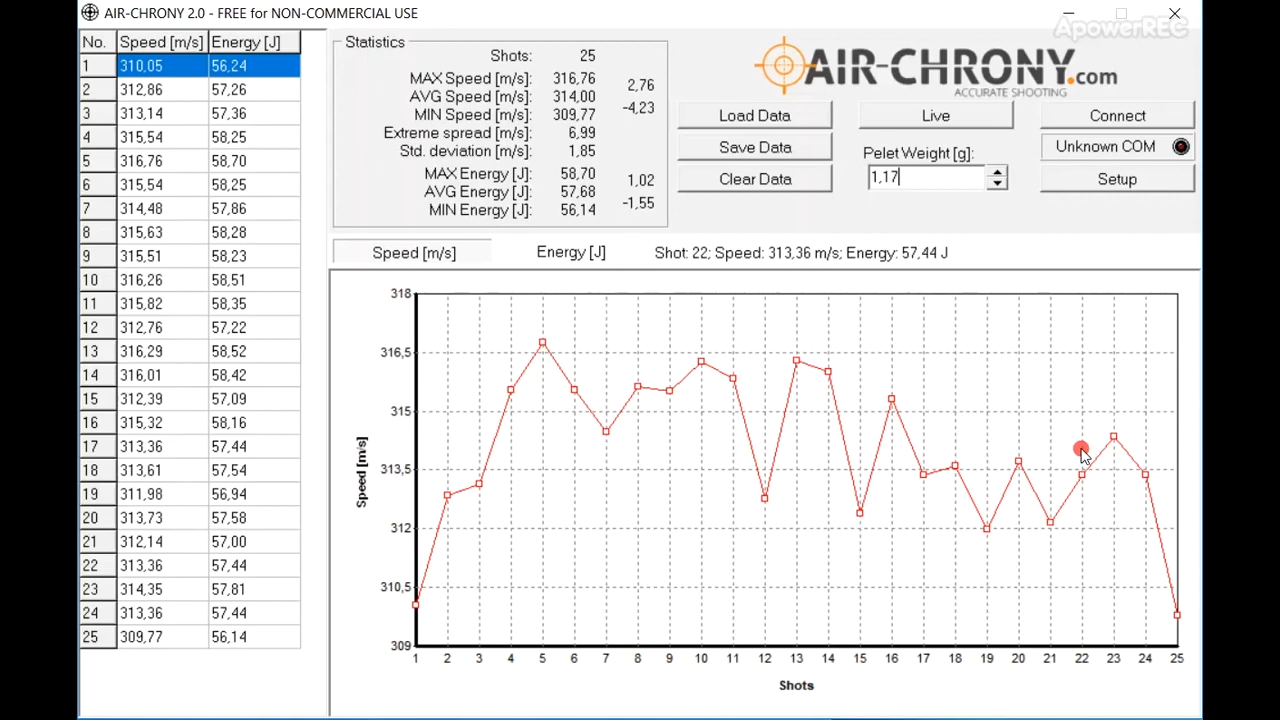 AIR-CHRONY 2.0 - FREE for NON-COMMERCIAL USE
ApowerREC
No. Speed [m/s] Energy [J]
1 310,05 56,24
2 312,86 57,26
3 313,14 57,36
4 315,54 58,25
5 316,76 58,70
6 315,54 58,25
7 314,48 57,86
8 315,63 58,28
9 315,51 58,23
10 316,26 58,51
11 315,82 58,35
12 312,76 57,22
13 316,29 58,52
14 316,01 58,42
15 312,39 57,09
16 315,32 58,16
17 313,36 57,44
18 313,61 57,54
19 311,98 56,94
20 313,73 57,58
21 312,14 57,00
22 313,36 57,44
23 314,35 57,81
24 313,36 57,44
25 309,77 56,14
Statistics
Shots: 25
MAX Speed [m/s]: 316,76
2,76
AVG Speed [m/s]: 314,00
-4,23
MIN Speed [m/s]: 309,77
Extreme spread [m/s]: 6,99
Std. deviation [m/s]: 1,85
MAX Energy [J]: 58,70
1,02
AVG Energy [J]: 57,68
-1,55
MIN Energy [J]: 56,14
AIR-CHRONY.com
ACCURATE SHOOTING
Load Data
Live
Connect
Save Data
Pelet Weight [g]:
Unknown COM
Clear Data
1,17
Setup
Speed [m/s]
Energy [J]
Shot: 22; Speed: 313,36 m/s; Energy: 57,44 J
318
316,5
315
313,5
312
310,5
309
Speed [m/s]
1 2 3 4 5 6 7 8 9 10 11 12 13 14 15 16 17 18 19 20 21 22 23 24 25
Shots